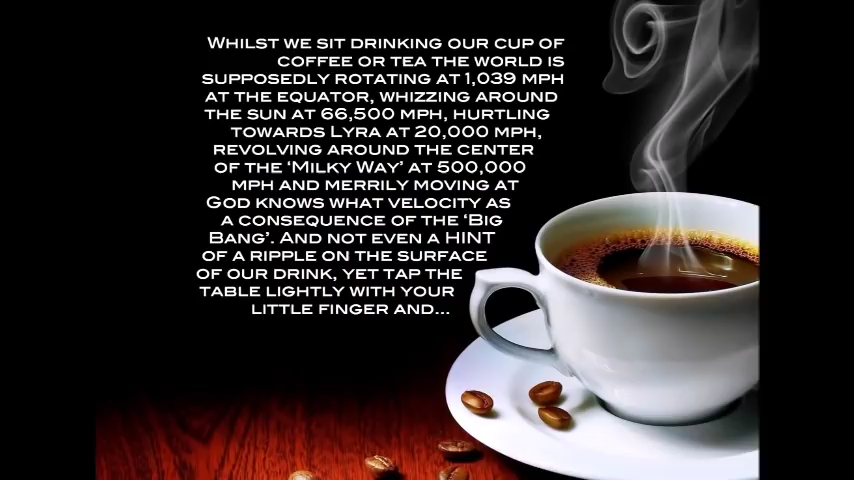 Whilst we sit drinking our cup of
coffee or tea the world is
supposedly rotating at 1,039 mph
at the equator, whizzing around
the sun at 66,500 mph, hurtling
towards Lyra at 20,000 mph,
revolving around the center
of the ‘Milky Way’ at 500,000
mph and merrily moving at
God knows what velocity as
a consequence of the ‘Big
Bang’. And not even a HINT
of a ripple on the surface
of our drink, yet tap the
table lightly with your
little finger and...